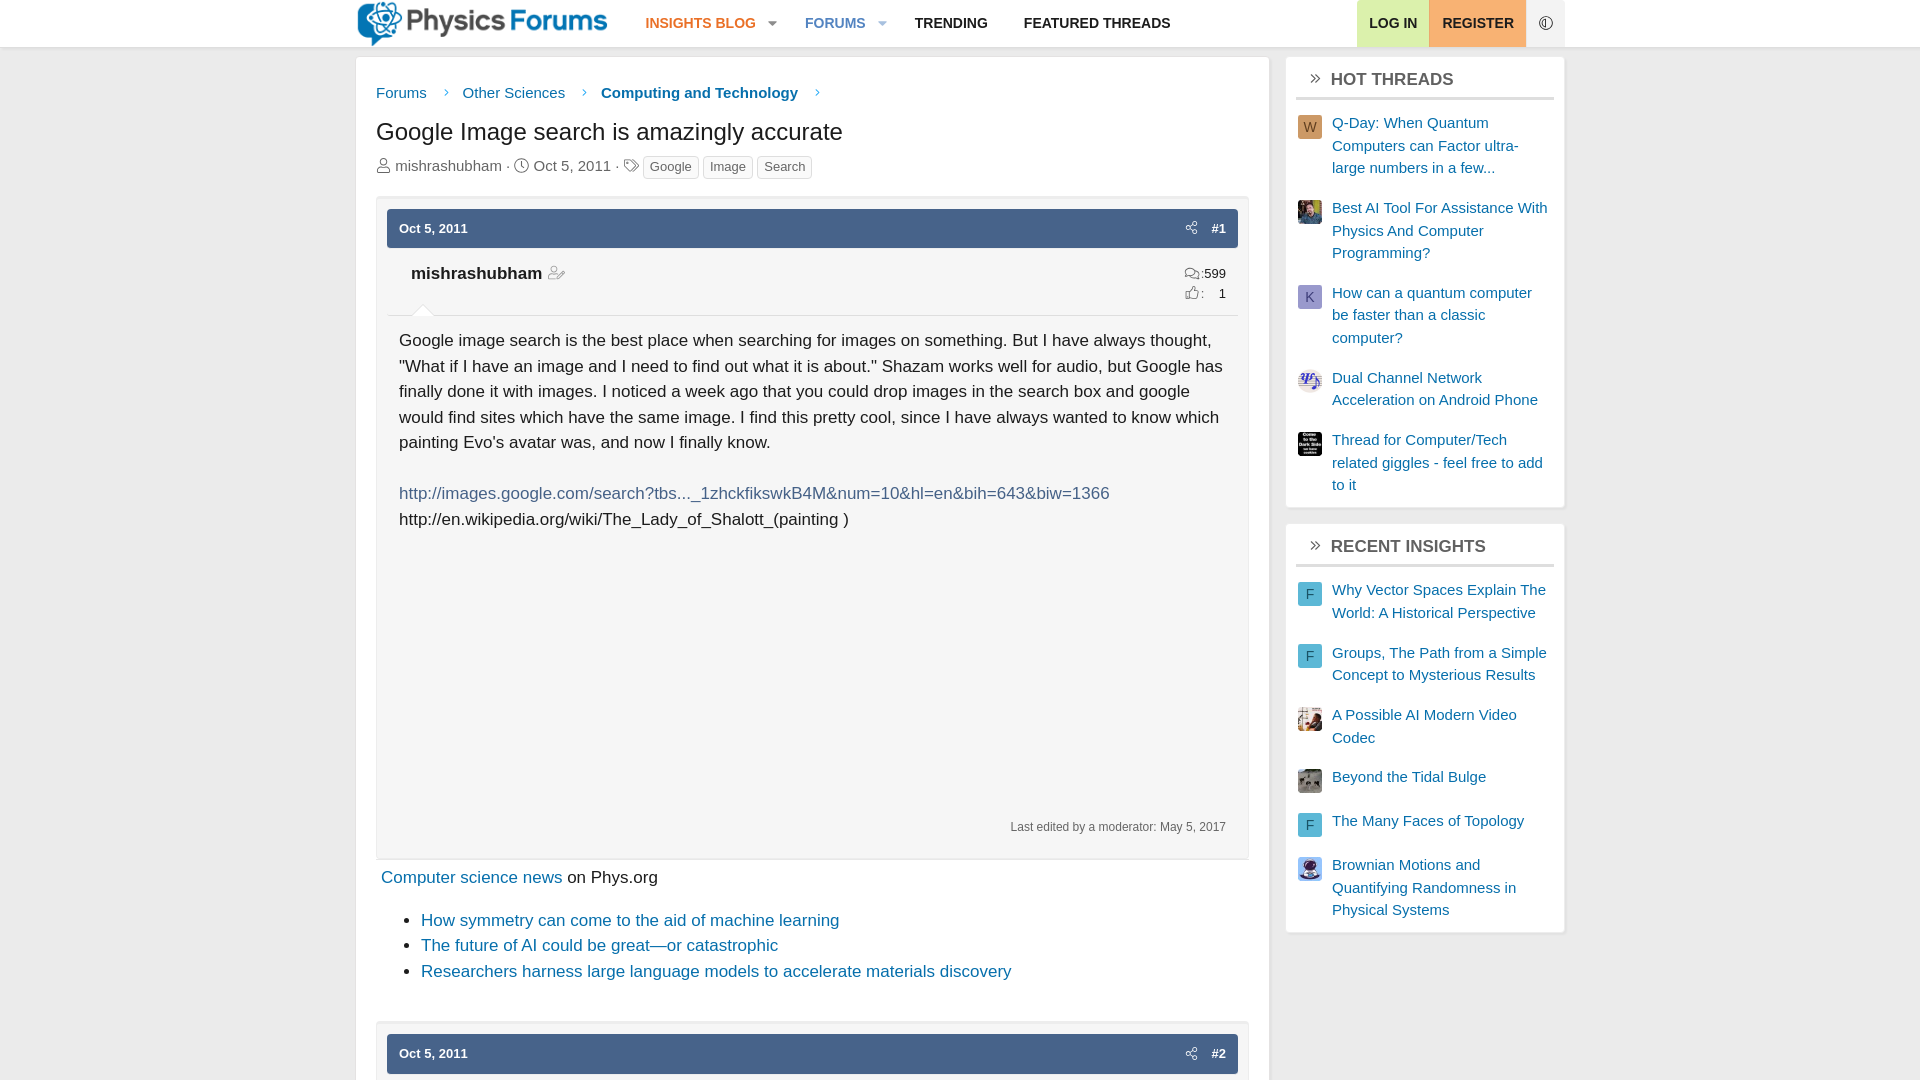 Physics Forums
INSIGHTS BLOG
FORUMS
TRENDING
FEATURED THREADS
LOG IN
REGISTER
Forums
Other Sciences
Computing and Technology
Google Image search is amazingly accurate
mishrashubham · Oct 5, 2011 · Google Image Search
Oct 5, 2011
#1
mishrashubham
:599
: 1
Google image search is the best place when searching for images on something. But I have always thought,
"What if I have an image and I need to find out what it is about." Shazam works well for audio, but Google has
finally done it with images. I noticed a week ago that you could drop images in the search box and google
would find sites which have the same image. I find this pretty cool, since I have always wanted to know which
painting Evo's avatar was, and now I finally know.
http://images.google.com/search?tbs..._1zhckfikswkB4M&num=10&hl=en&bih=643&biw=1366
http://en.wikipedia.org/wiki/The_Lady_of_Shalott_(painting )
Last edited by a moderator: May 5, 2017
Computer science news on Phys.org
• How symmetry can come to the aid of machine learning
• The future of AI could be great—or catastrophic
• Researchers harness large language models to accelerate materials discovery
Oct 5, 2011
#2
HOT THREADS
W
Q-Day: When Quantum
Computers can Factor ultra-
large numbers in a few...
Best AI Tool For Assistance With
Physics And Computer
Programming?
K
How can a quantum computer
be faster than a classic
computer?
Dual Channel Network
Acceleration on Android Phone
Thread for Computer/Tech
related giggles - feel free to add
to it
RECENT INSIGHTS
F
Why Vector Spaces Explain The
World: A Historical Perspective
F
Groups, The Path from a Simple
Concept to Mysterious Results
A Possible AI Modern Video
Codec
Beyond the Tidal Bulge
F
The Many Faces of Topology
Brownian Motions and
Quantifying Randomness in
Physical Systems